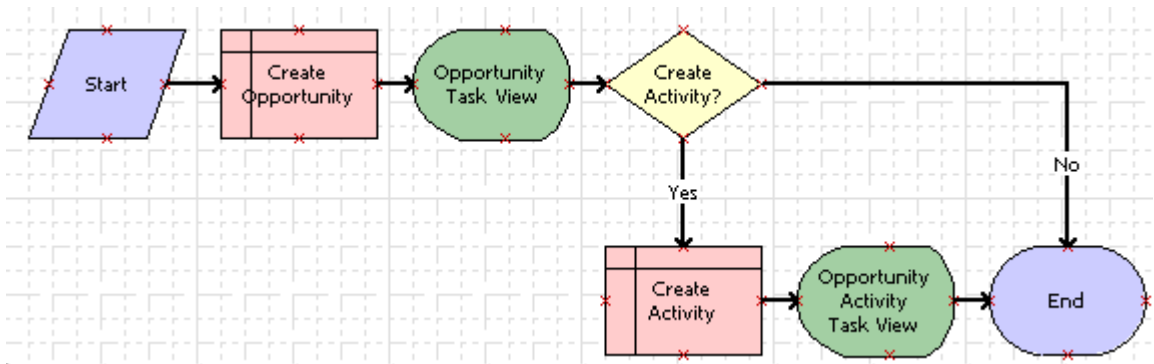 Start
Create
Opportunity
Opportunity
Task View
Create
Activity?
No
Yes
Create
Activity
Opportunity
Activity
Task View
End